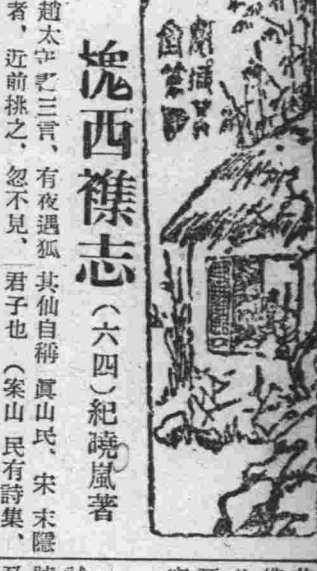 槐西襍志(六四)紀曉嵐著
趙太守書三言、有夜遇狐
者、近前挑之、忽不見、
其仙自稱 眞山民、宋 末隱
君子也 (案山 民有詩集、